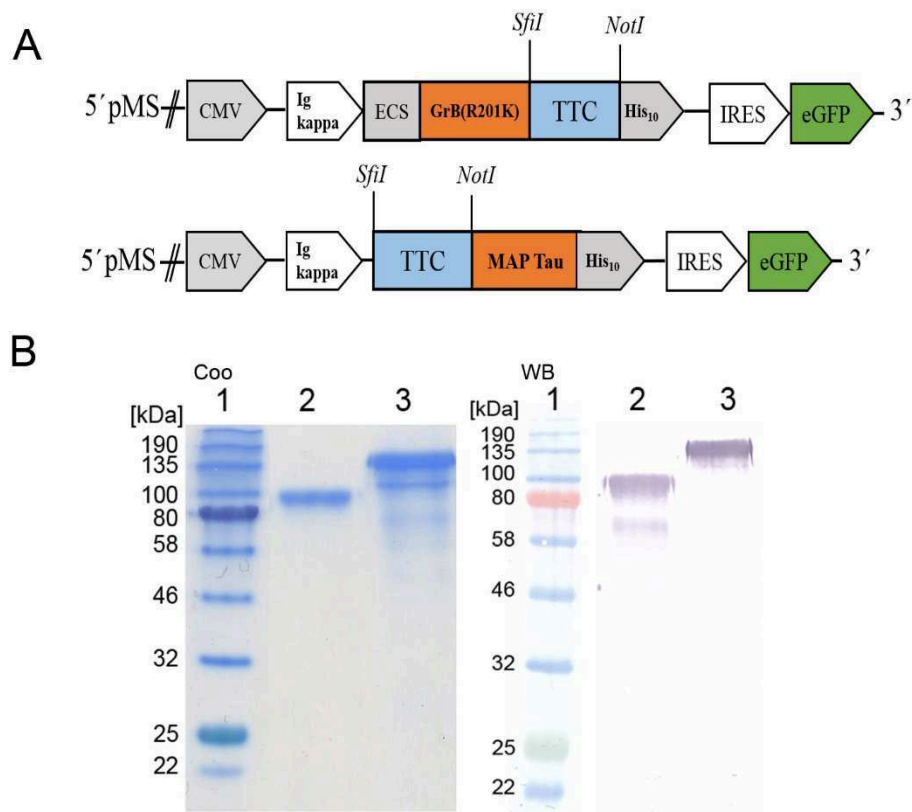 A
SfiI NotI
5´pMS CMV Ig kappa ECS GrB(R201K) TTC His10 IRES eGFP 3´
SfiI NotI
5´pMS CMV Ig kappa TTC MAP Tau His10 IRES eGFP 3´
B
Coo WB
[kDa] 1 2 3 [kDa] 1 2 3
190 190
135 135
100 100
80 80
58 58
46 46
32 32
25 25
22 22